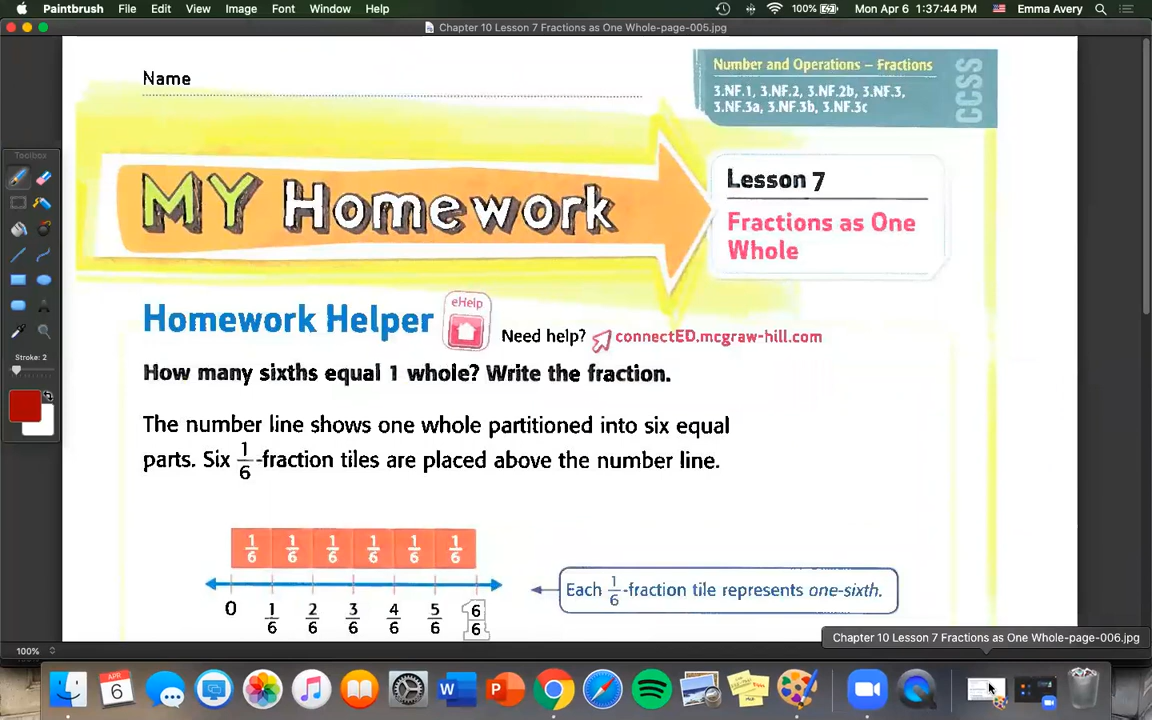 Paintbrush File Edit View Image Font Window Help 100% Mon Apr 6 1:37:44 PM Emma Avery
Chapter 10 Lesson 7 Fractions as One Whole-page-005.jpg
Name
Number and Operations – Fractions
3.NF.1, 3.NF.2, 3.NF.2b, 3.NF.3,
3.NF.3a, 3.NF.3b, 3.NF.3c
CCSS
Toolbox
MY Homework
Lesson 7
Fractions as One
Whole
Homework Helper
eHelp
Need help? connectED.mcgraw-hill.com
How many sixths equal 1 whole? Write the fraction.
Stroke: 2
The number line shows one whole partitioned into six equal
parts. Six 1/6-fraction tiles are placed above the number line.
1/6 1/6 1/6 1/6 1/6 1/6
Each 1/6-fraction tile represents one-sixth.
0 1/6 2/6 3/6 4/6 5/6 6/6
Chapter 10 Lesson 7 Fractions as One Whole-page-006.jpg
100%
APR
6
W
P